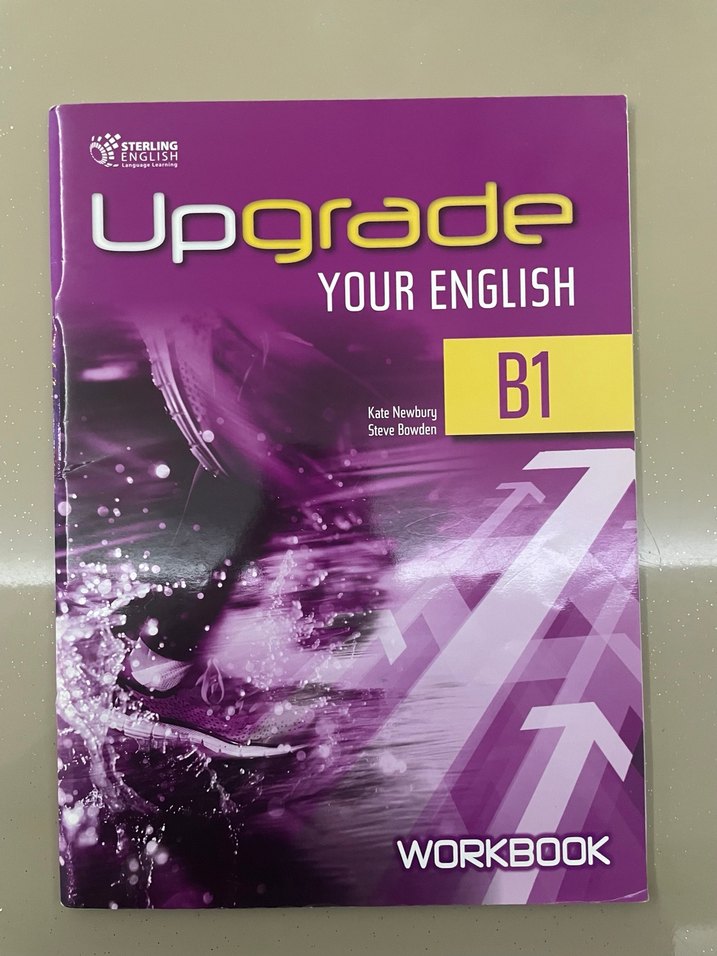 STERLING
ENGLISH
Language Learning
Upgrade
YOUR ENGLISH
B1
Kate Newbury
Steve Bowden
WORKBOOK